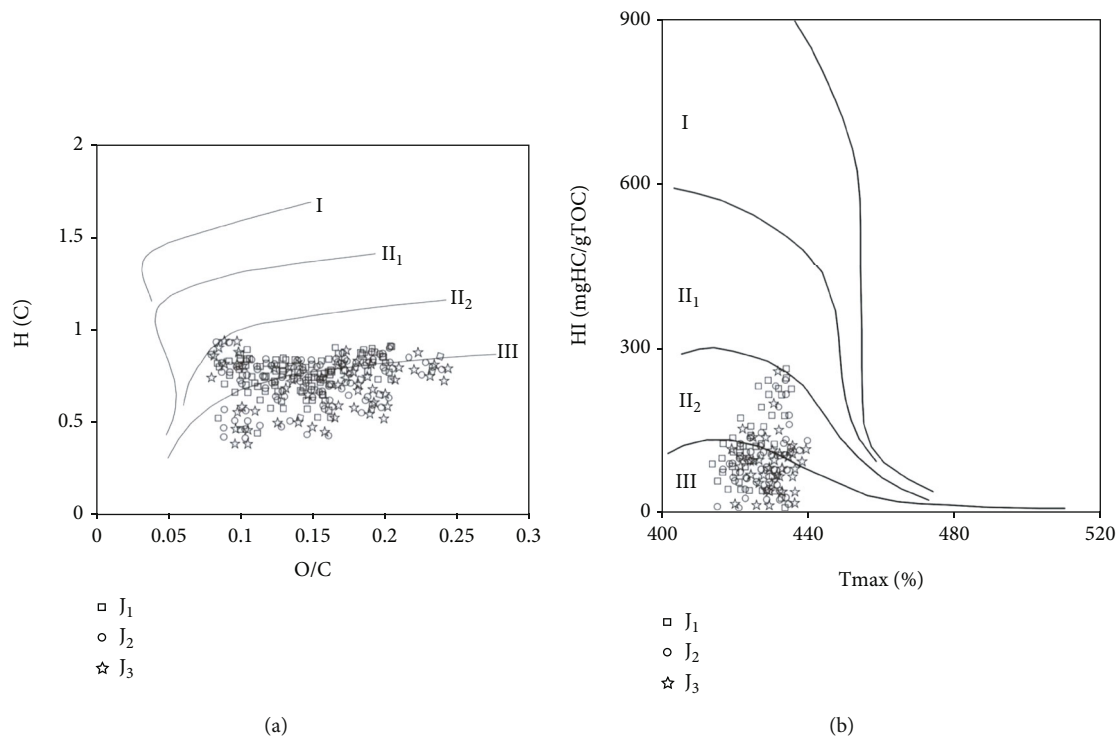 H (C)
2
1.5
1
0.5
0
0
0.05
0.1
0.15
0.2
0.25
0.3
O/C
I
II₁
II₂
III
J₁
J₂
J₃
(a)
HI (mgHC/gTOC)
900
600
300
0
400
440
480
520
Tmax (%)
I
II₁
II₂
III
J₁
J₂
J₃
(b)